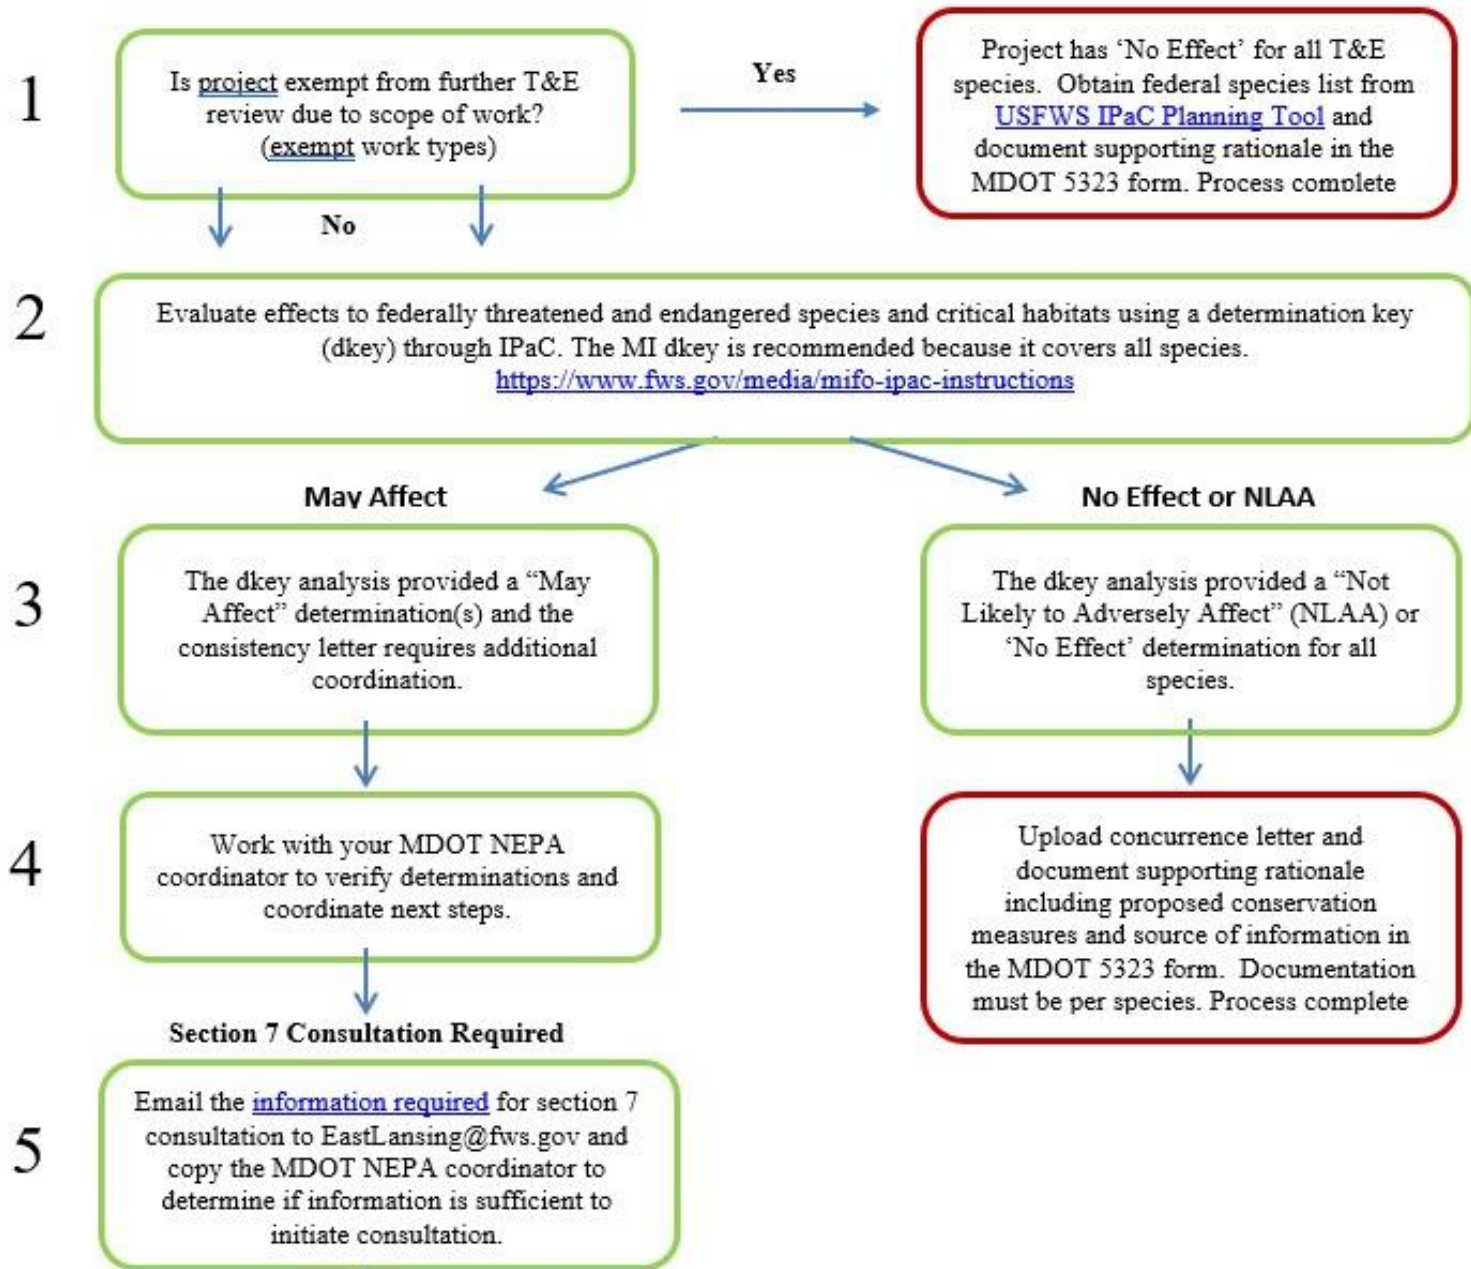 1
Is project exempt from further T&E
review due to scope of work?
(exempt work types)
Yes
Project has ‘No Effect’ for all T&E
species. Obtain federal species list from
USFWS IPaC Planning Tool and
document supporting rationale in the
MDOT 5323 form. Process complete
No
2
Evaluate effects to federally threatened and endangered species and critical habitats using a determination key
(dkey) through IPaC. The MI dkey is recommended because it covers all species.
https://www.fws.gov/media/mifo-ipac-instructions
May Affect
No Effect or NLAA
3
The dkey analysis provided a “May
Affect” determination(s) and the
consistency letter requires additional
coordination.
The dkey analysis provided a “Not
Likely to Adversely Affect” (NLAA) or
‘No Effect’ determination for all
species.
4
Work with your MDOT NEPA
coordinator to verify determinations and
coordinate next steps.
Upload concurrence letter and
document supporting rationale
including proposed conservation
measures and source of information in
the MDOT 5323 form. Documentation
must be per species. Process complete
Section 7 Consultation Required
5
Email the information required for section 7
consultation to EastLansing@fws.gov and
copy the MDOT NEPA coordinator to
determine if information is sufficient to
initiate consultation.